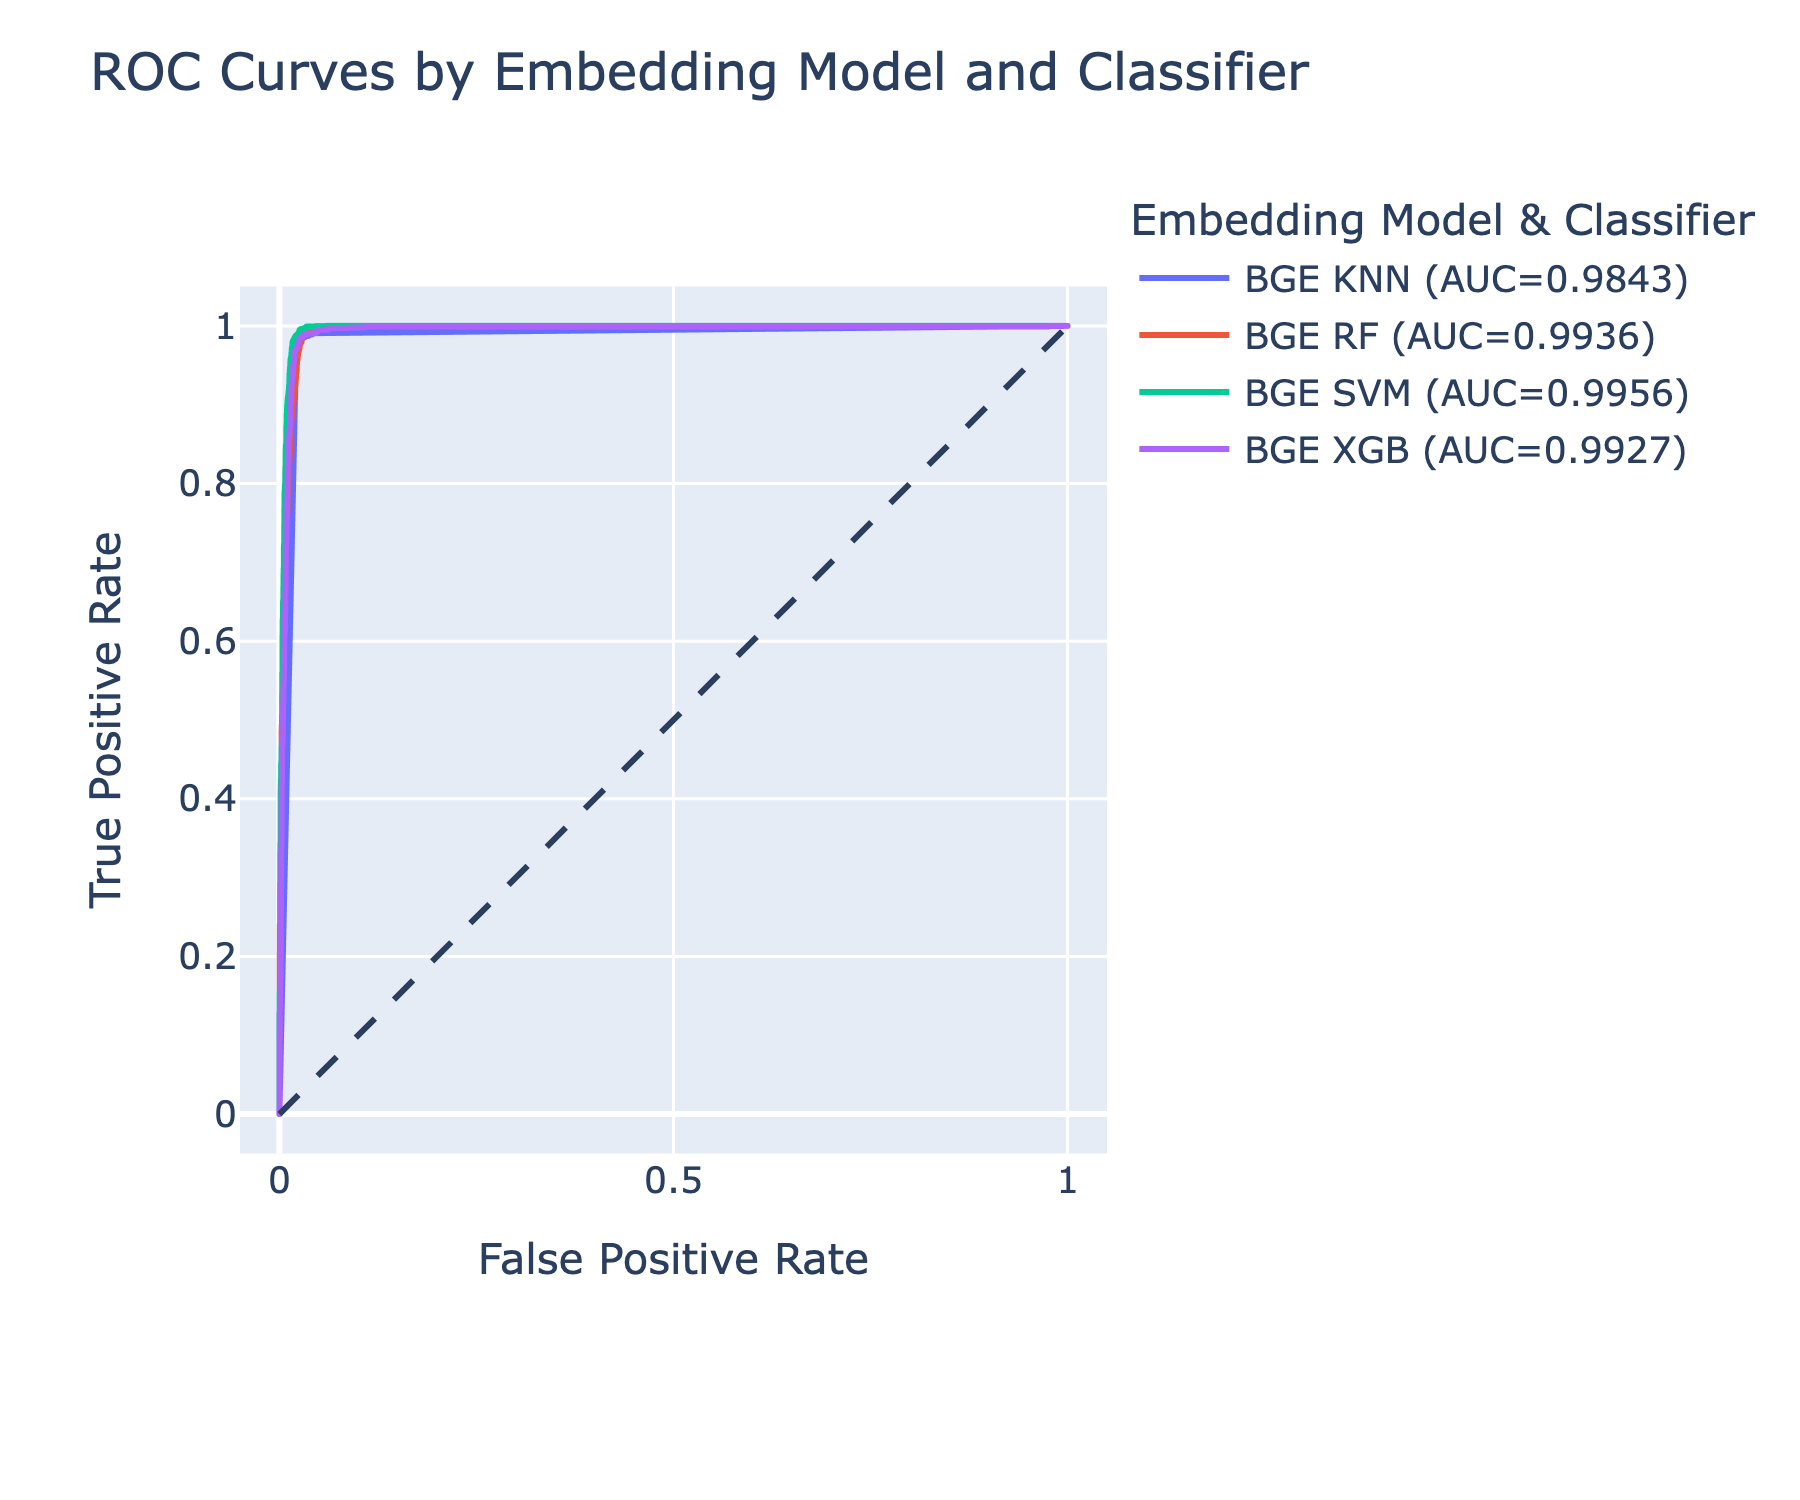 ROC Curves by Embedding Model and Classifier
Embedding Model & Classifier
BGE KNN (AUC=0.9843)
BGE RF (AUC=0.9936)
BGE SVM (AUC=0.9956)
BGE XGB (AUC=0.9927)
True Positive Rate
1
0.8
0.6
0.4
0.2
0
0 0.5 1
False Positive Rate